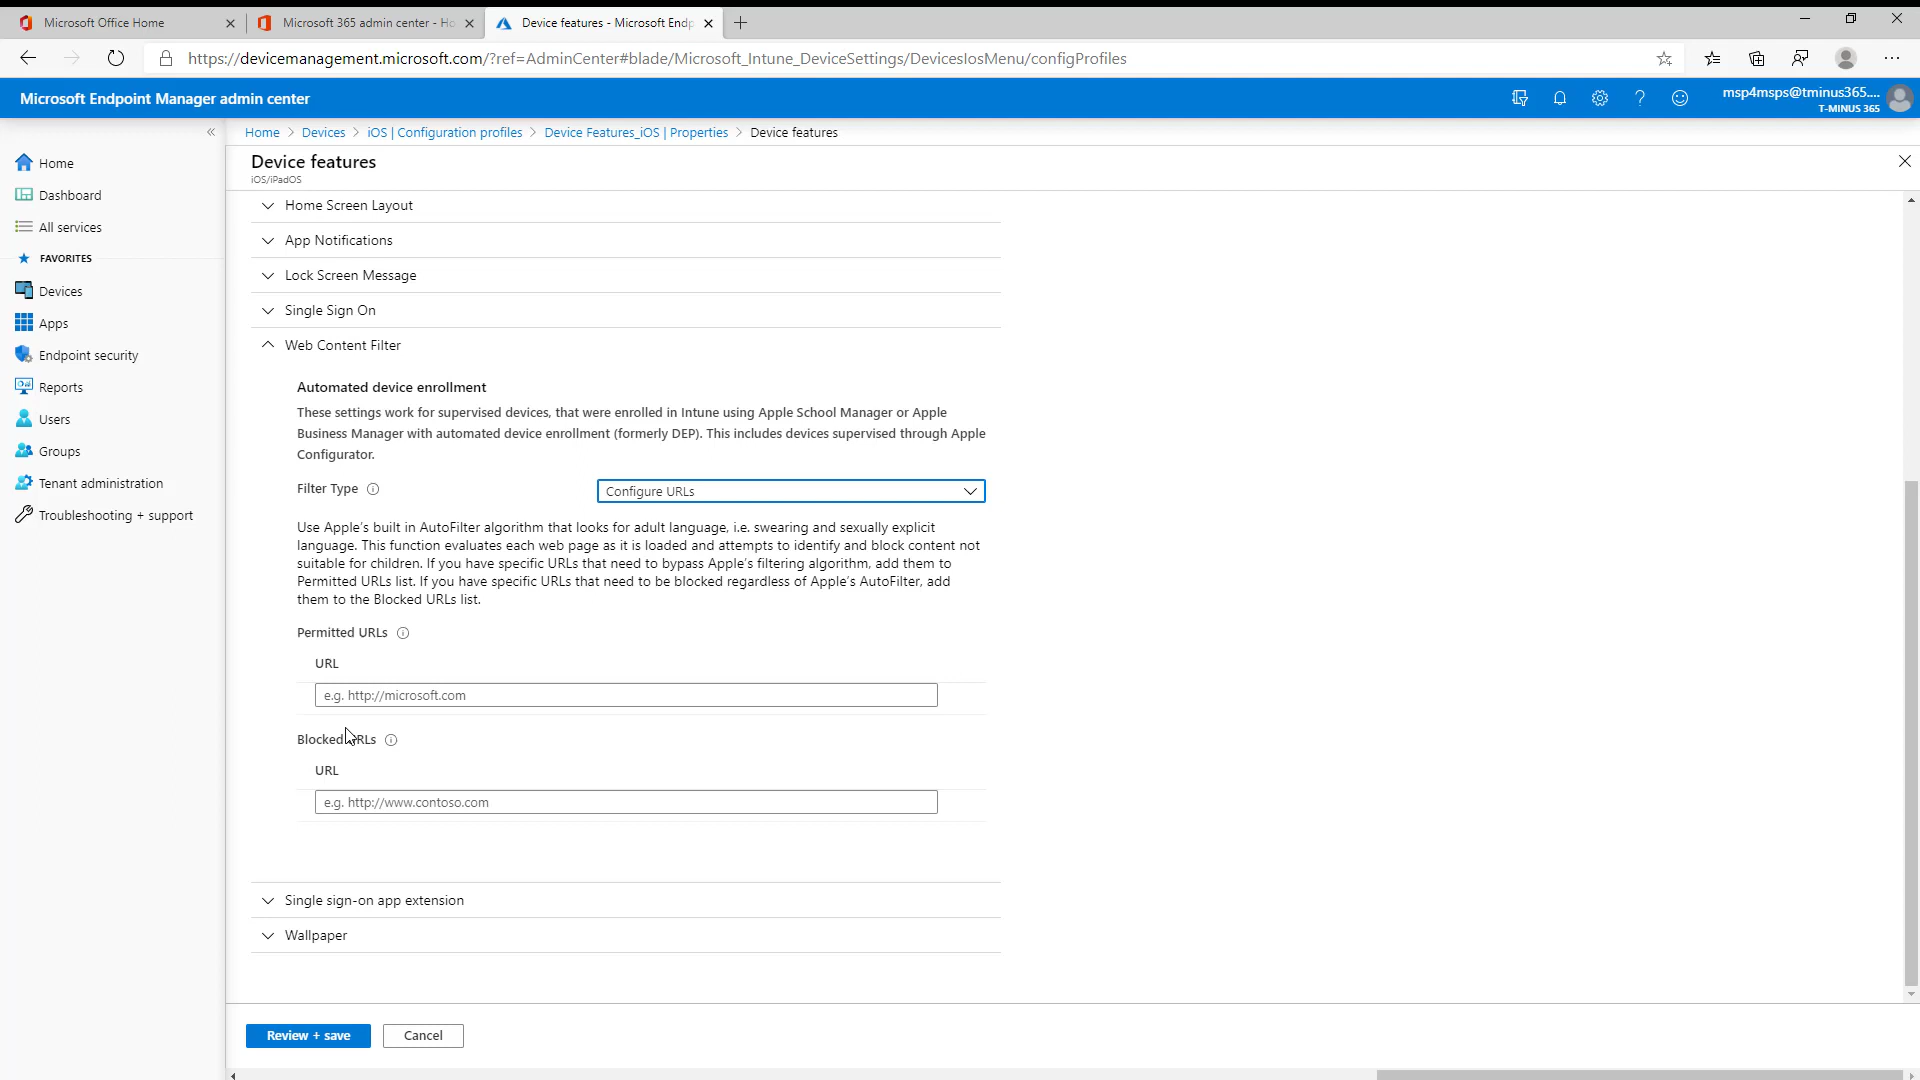 Microsoft Office Home
Microsoft 365 admin center - Ho
Device features - Microsoft Endp
https://devicemanagement.microsoft.com/?ref=AdminCenter#blade/Microsoft_Intune_DeviceSettings/DevicesIosMenu/configProfiles
Microsoft Endpoint Manager admin center
msp4msps@tminus365....
T-MINUS 365
Home > Devices > iOS | Configuration profiles > Device Features_iOS | Properties > Device features
Home
Dashboard
All services
FAVORITES
Devices
Apps
Endpoint security
Reports
Users
Groups
Tenant administration
Troubleshooting + support
Device features
iOS/iPadOS
Home Screen Layout
App Notifications
Lock Screen Message
Single Sign On
Web Content Filter
Automated device enrollment
These settings work for supervised devices, that were enrolled in Intune using Apple School Manager or Apple
Business Manager with automated device enrollment (formerly DEP). This includes devices supervised through Apple
Configurator.
Filter Type
Configure URLs
Use Apple's built in AutoFilter algorithm that looks for adult language, i.e. swearing and sexually explicit
language. This function evaluates each web page as it is loaded and attempts to identify and block content not
suitable for children. If you have specific URLs that need to bypass Apple's filtering algorithm, add them to
Permitted URLs list. If you have specific URLs that need to be blocked regardless of Apple's AutoFilter, add
them to the Blocked URLs list.
Permitted URLs
URL
e.g. http://microsoft.com
Blocked URLs
URL
e.g. http://www.contoso.com
Single sign-on app extension
Wallpaper
Review + save
Cancel